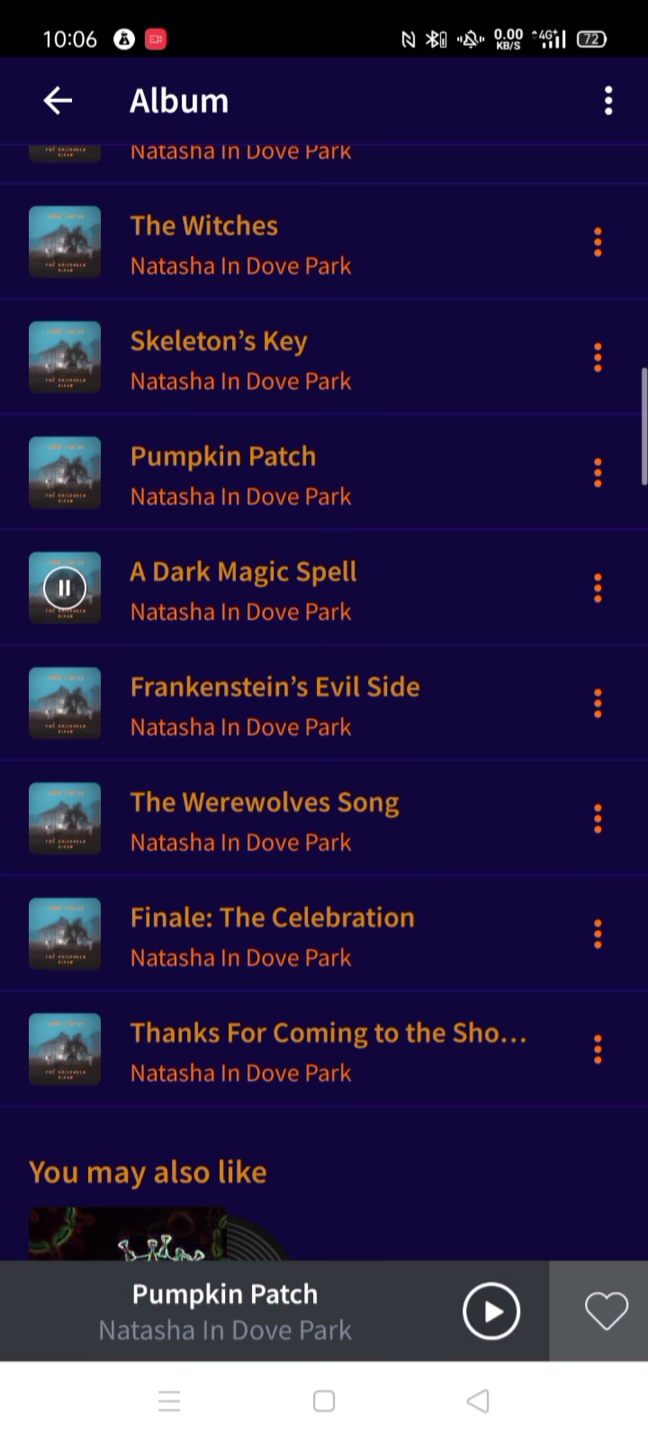 10:06
0.00
KB/S
4G+
72
Album
Natasha In Dove Park
The Witches
Natasha In Dove Park
Skeleton’s Key
Natasha In Dove Park
Pumpkin Patch
Natasha In Dove Park
A Dark Magic Spell
Natasha In Dove Park
Frankenstein’s Evil Side
Natasha In Dove Park
The Werewolves Song
Natasha In Dove Park
Finale: The Celebration
Natasha In Dove Park
Thanks For Coming to the Sho...
Natasha In Dove Park
You may also like
Pumpkin Patch
Natasha In Dove Park